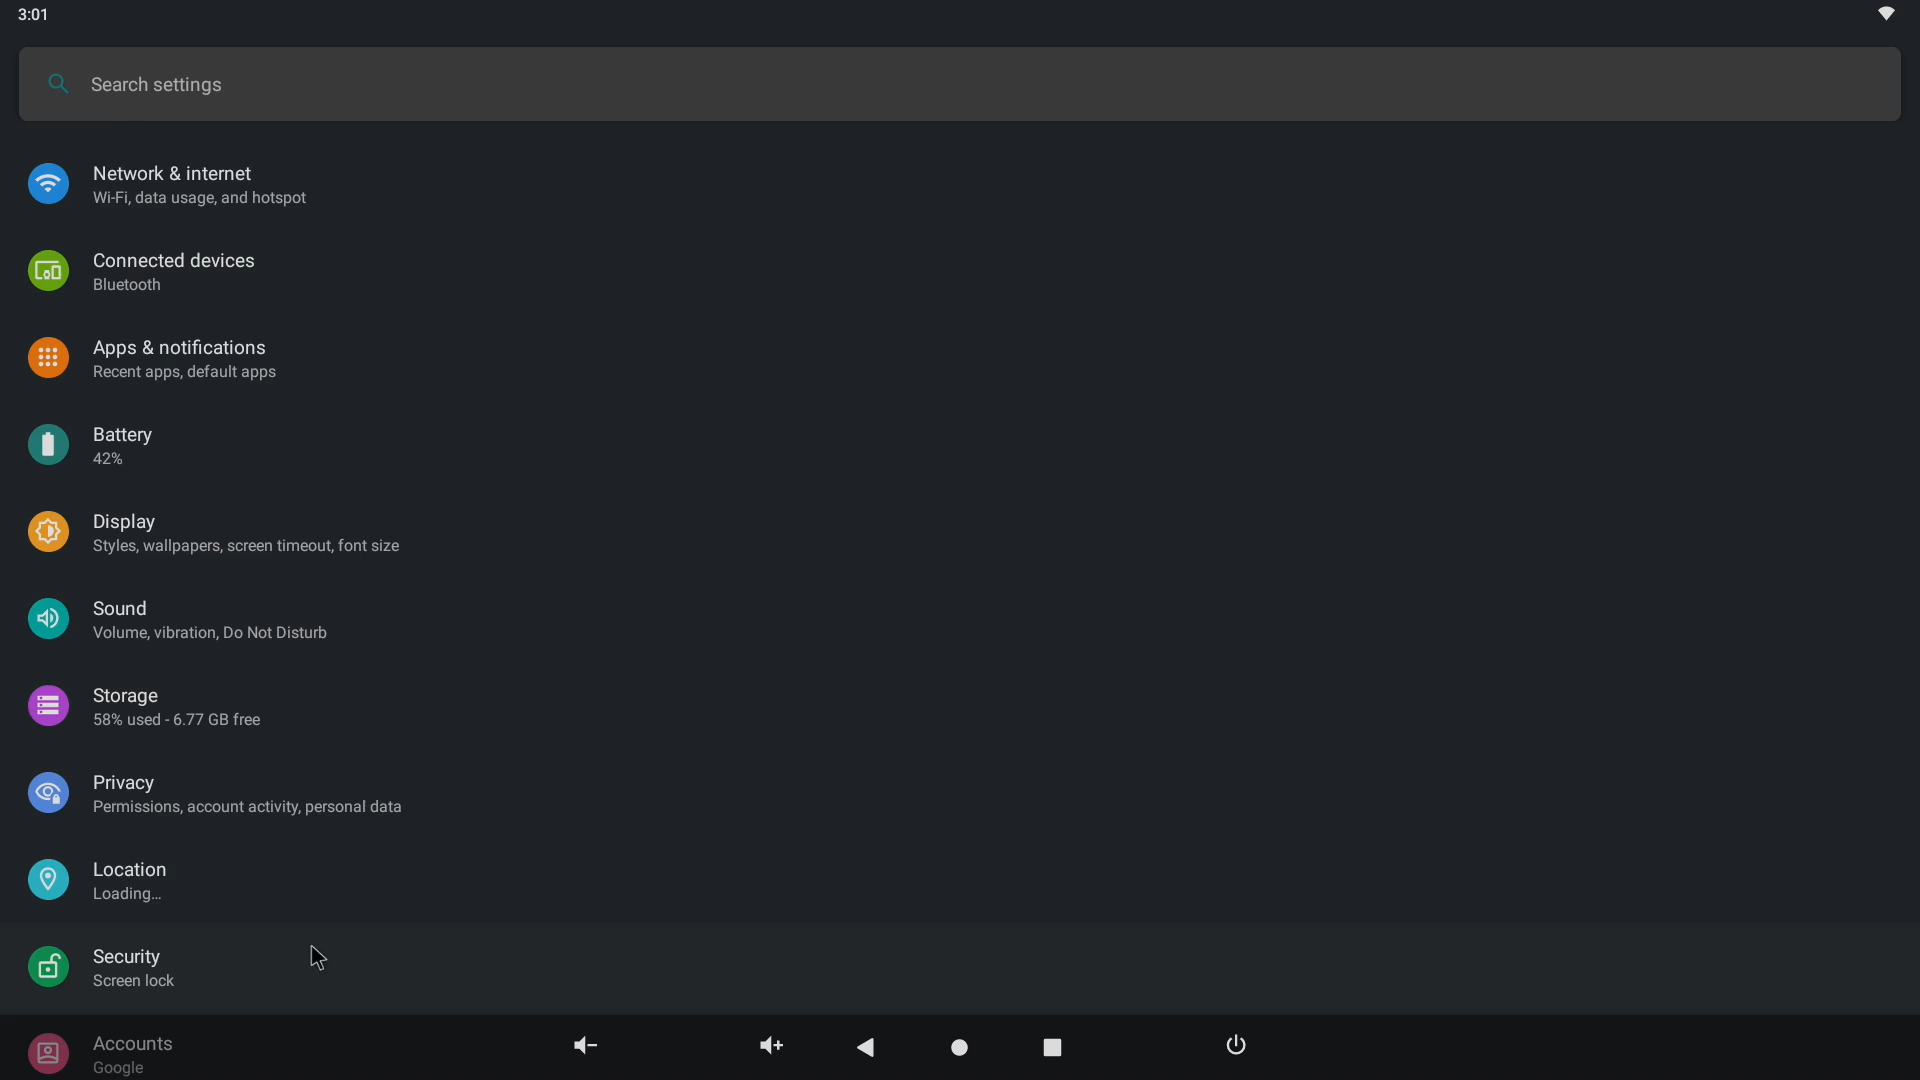 3:01
Search settings
Network & internet
Wi-Fi, data usage, and hotspot
Connected devices
Bluetooth
Apps & notifications
Recent apps, default apps
Battery
42%
Display
Styles, wallpapers, screen timeout, font size
Sound
Volume, vibration, Do Not Disturb
Storage
58% used - 6.77 GB free
Privacy
Permissions, account activity, personal data
Location
Loading…
Security
Screen lock
Accounts
Google